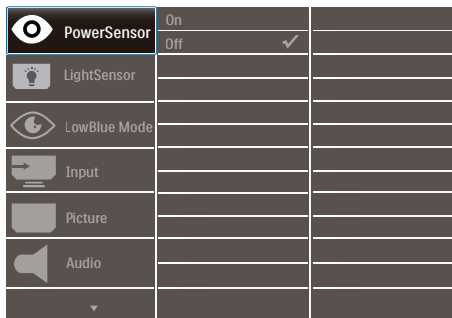 PowerSensor
On
Off
LightSensor
LowBlue Mode
Input
Picture
Audio